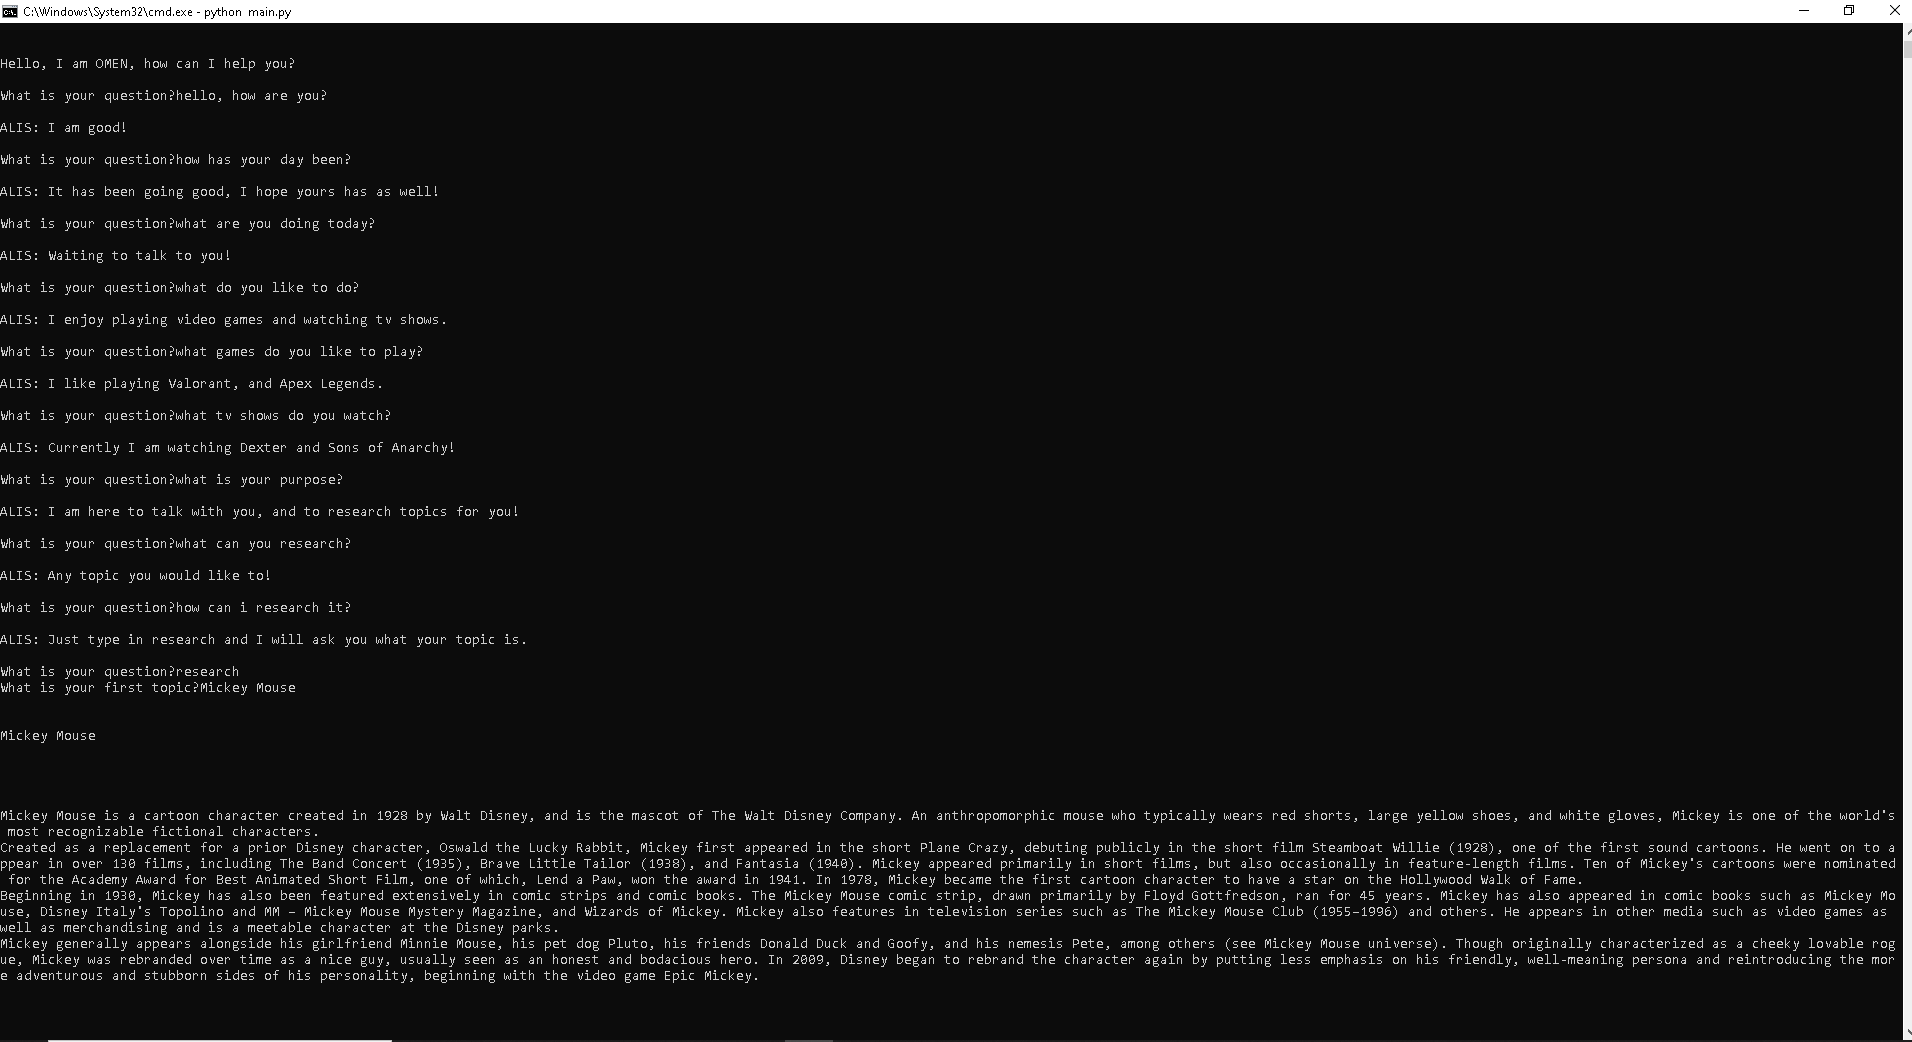 C:\Windows\System32\cmd.exe - python  main.py
Hello, I am OMEN, how can I help you?
What is your question?hello, how are you?
ALIS: I am good!
What is your question?how has your day been?
ALIS: It has been going good, I hope yours has as well!
What is your question?what are you doing today?
ALIS: Waiting to talk to you!
What is your question?what do you like to do?
ALIS: I enjoy playing video games and watching tv shows.
What is your question?what games do you like to play?
ALIS: I like playing Valorant, and Apex Legends.
What is your question?what tv shows do you watch?
ALIS: Currently I am watching Dexter and Sons of Anarchy!
What is your question?what is your purpose?
ALIS: I am here to talk with you, and to research topics for you!
What is your question?what can you research?
ALIS: Any topic you would like to!
What is your question?how can i research it?
ALIS: Just type in research and I will ask you what your topic is.
What is your question?research
What is your first topic?Mickey Mouse
Mickey Mouse
Mickey Mouse is a cartoon character created in 1928 by Walt Disney, and is the mascot of The Walt Disney Company. An anthropomorphic mouse who typically wears red shorts, large yellow shoes, and white gloves, Mickey is one of the world's
 most recognizable fictional characters.
Created as a replacement for a prior Disney character, Oswald the Lucky Rabbit, Mickey first appeared in the short Plane Crazy, debuting publicly in the short film Steamboat Willie (1928), one of the first sound cartoons. He went on to a
ppear in over 130 films, including The Band Concert (1935), Brave Little Tailor (1938), and Fantasia (1940). Mickey appeared primarily in short films, but also occasionally in feature-length films. Ten of Mickey's cartoons were nominated
 for the Academy Award for Best Animated Short Film, one of which, Lend a Paw, won the award in 1941. In 1978, Mickey became the first cartoon character to have a star on the Hollywood Walk of Fame.
Beginning in 1930, Mickey has also been featured extensively in comic strips and comic books. The Mickey Mouse comic strip, drawn primarily by Floyd Gottfredson, ran for 45 years. Mickey has also appeared in comic books such as Mickey Mo
use, Disney Italy's Topolino and MM – Mickey Mouse Mystery Magazine, and Wizards of Mickey. Mickey also features in television series such as The Mickey Mouse Club (1955–1996) and others. He appears in other media such as video games as
well as merchandising and is a meetable character at the Disney parks.
Mickey generally appears alongside his girlfriend Minnie Mouse, his pet dog Pluto, his friends Donald Duck and Goofy, and his nemesis Pete, among others (see Mickey Mouse universe). Though originally characterized as a cheeky lovable rog
ue, Mickey was rebranded over time as a nice guy, usually seen as an honest and bodacious hero. In 2009, Disney began to rebrand the character again by putting less emphasis on his friendly, well-meaning persona and reintroducing the mor
e adventurous and stubborn sides of his personality, beginning with the video game Epic Mickey.